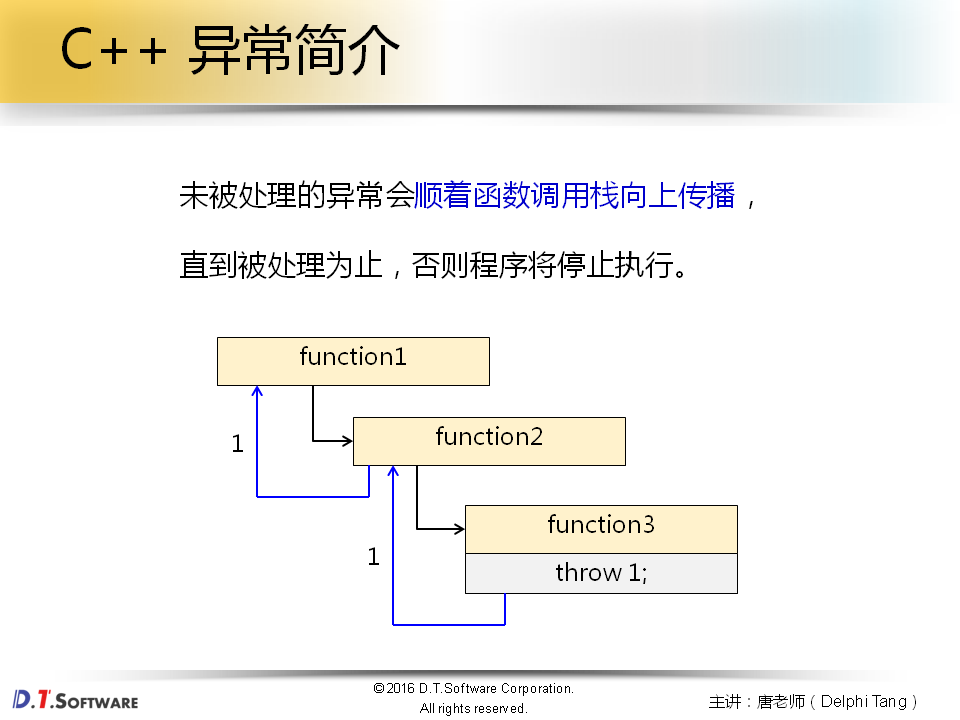 C++ 异常简介
未被处理的异常会顺着函数调用栈向上传播，
直到被处理为止，否则程序将停止执行。
function1
1
function2
function3
1
throw 1;
D.T.SOFTWARE
©2016 D.T.Software Corporation.
All rights reserved.
主讲：唐老师（Delphi Tang）